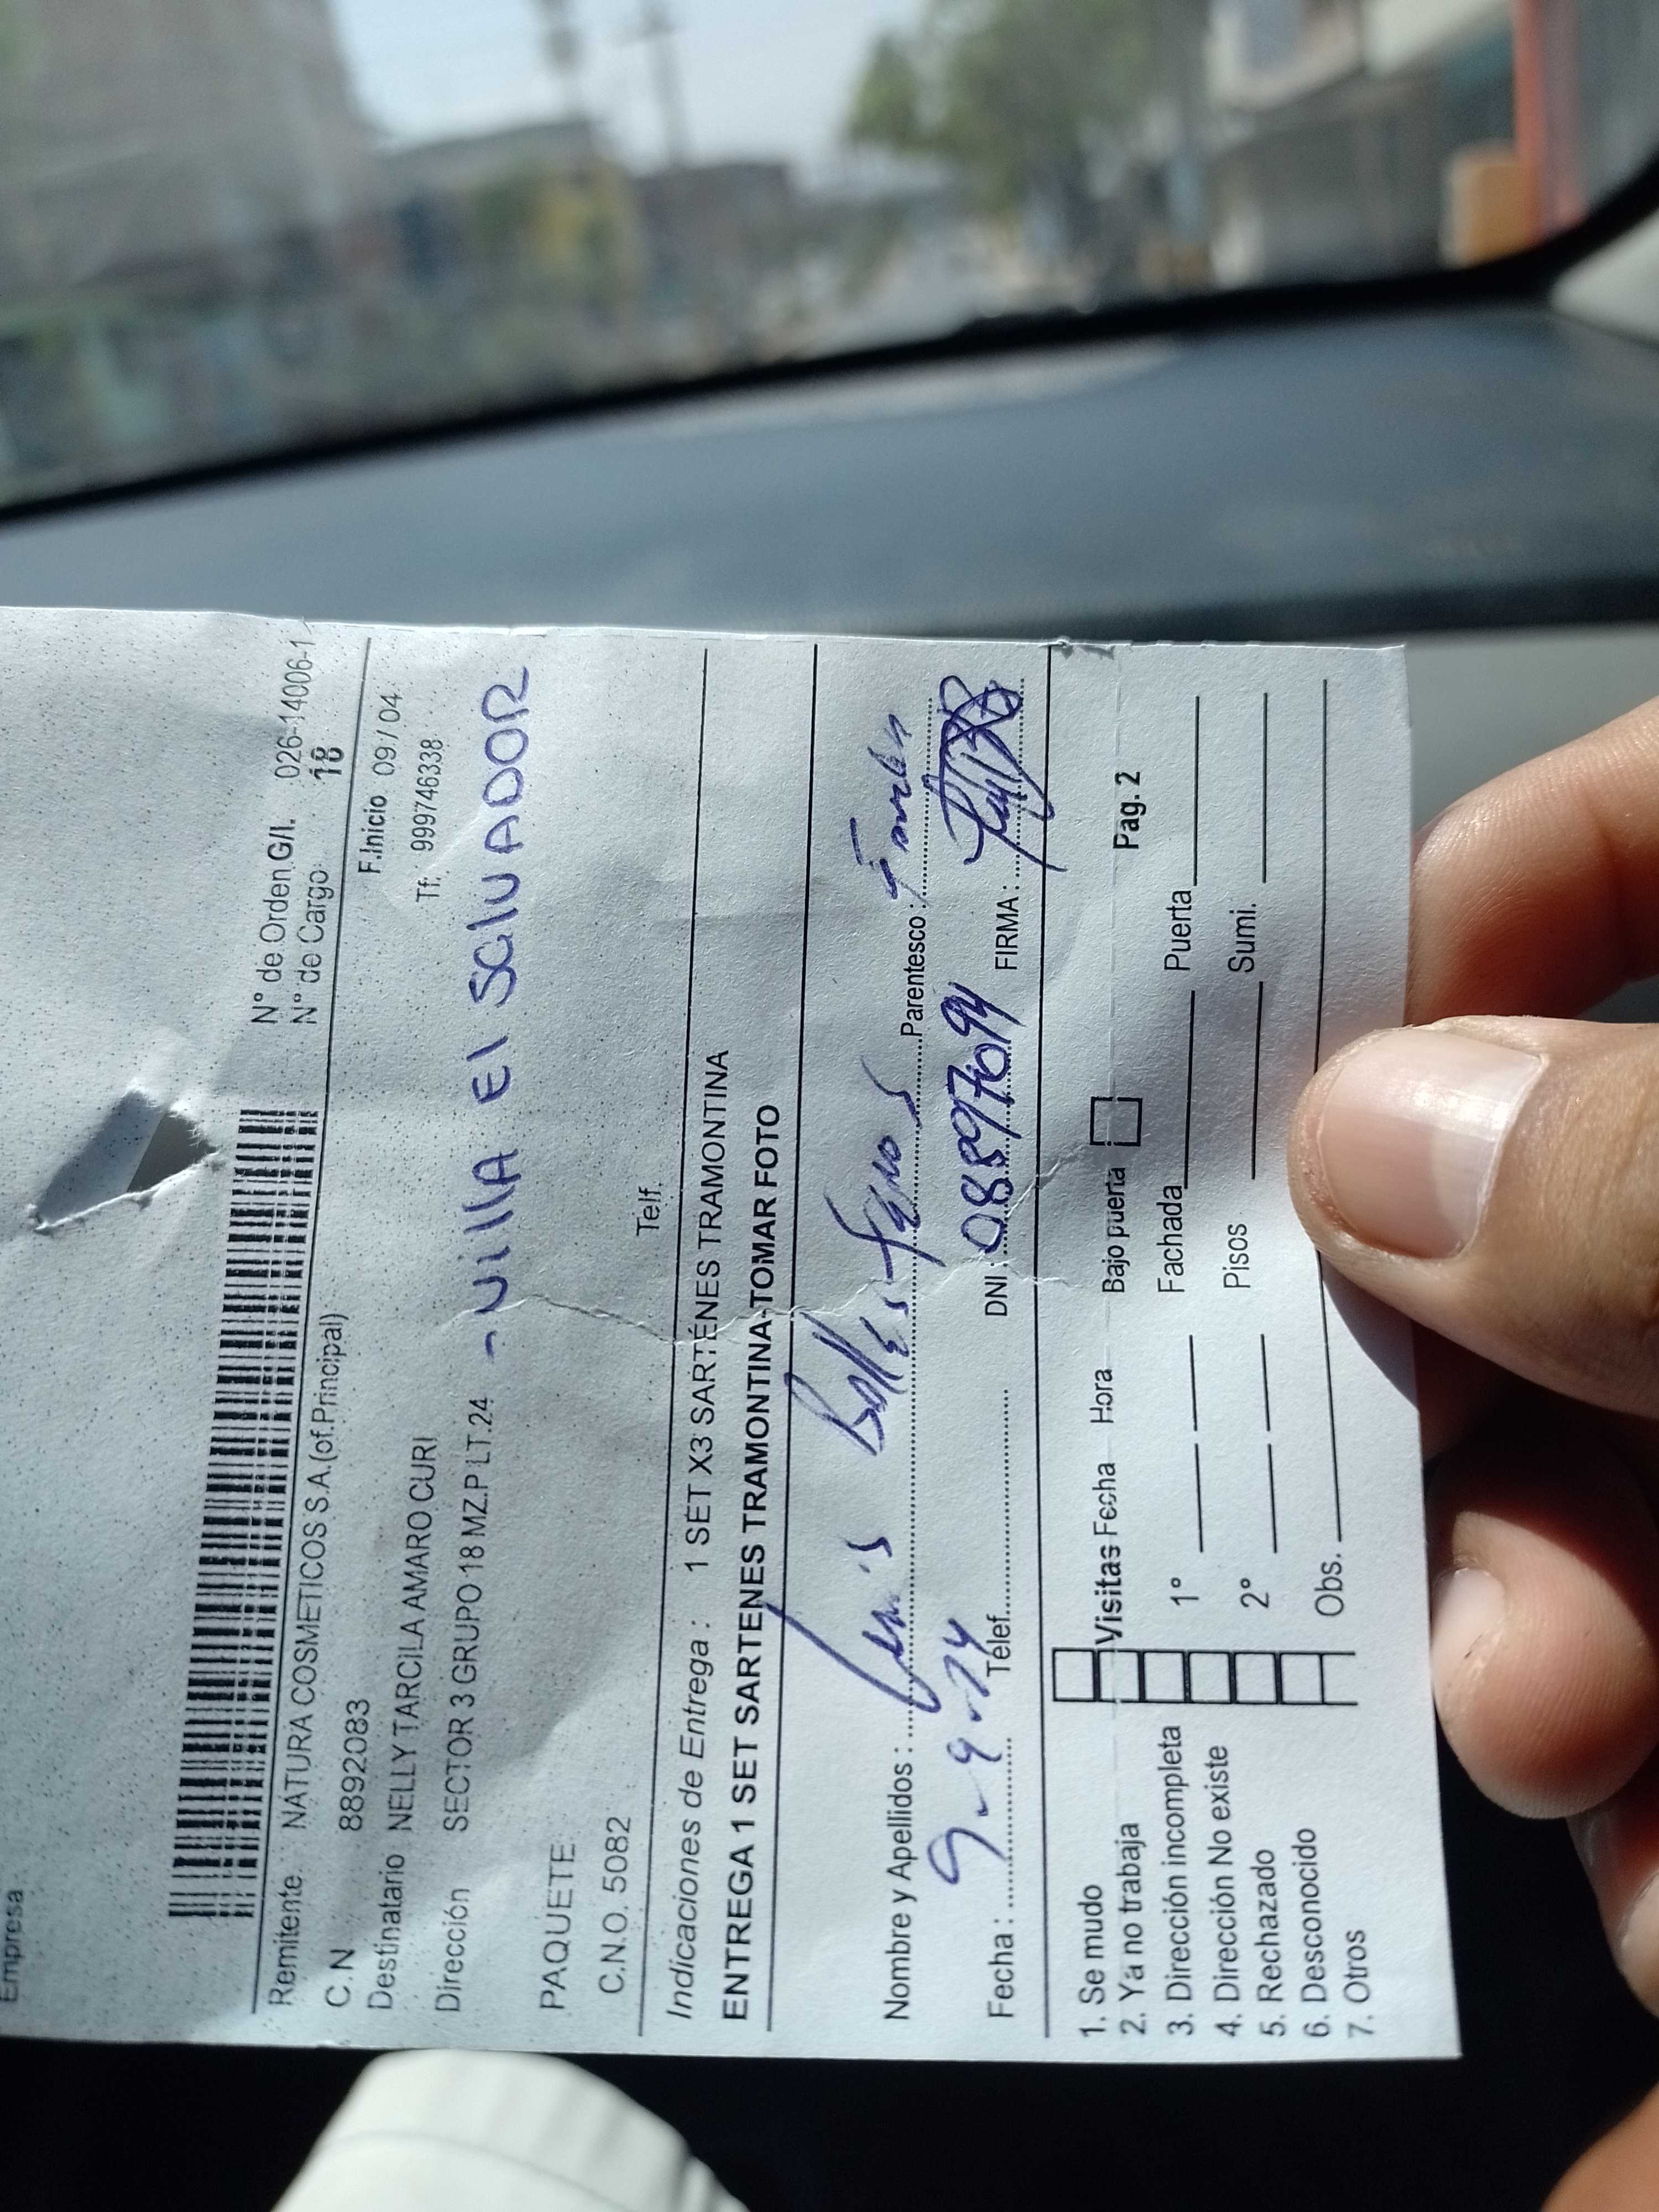 Empresa
N° de Orden G/I. 026-14006-1
N° de Cargo 18
Remitente NATURA COSMETICOS S.A.(of.Principal)
F.Inicio 09/04
C.N 8892083
Tf: 999746338
Destinatario NELLY TARCILA AMARO CURI
Dirección SECTOR 3 GRUPO 18 MZ.P LT.24 - Villa El SalVADOR
PAQUETE
C.N.O. 5082 Telf.
Indicaciones de Entrega : 1 SET X3 SARTÉNES TRAMONTINA
ENTREGA 1 SET SARTENES TRAMONTINA-TOMAR FOTO
Nombre y Apellidos : Luis Parentesco :
Fecha : 9-9-24 Telef. DNI : 08897094 FIRMA :
1. Se mudo Visitas Fecha Hora Bajo puerta Pag. 2
2. Ya no trabaja
3. Dirección incompleta 1° Fachada Puerta
4. Dirección No existe
5. Rechazado 2° Pisos Sumi.
6. Desconocido
7. Otros Obs.